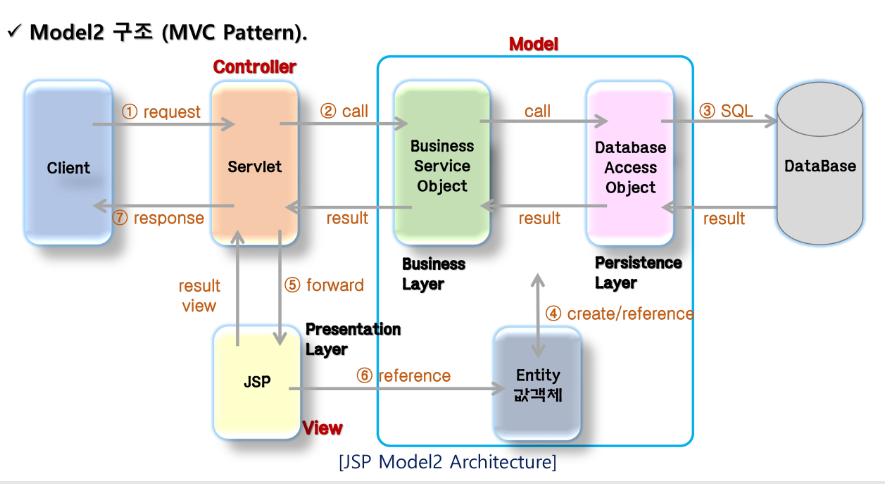 ✓ Model2 구조 (MVC Pattern).
Model
Controller
① request
② call
call
③ SQL
Client
Servlet
Business
Service
Object
Database
Access
Object
DataBase
⑦ response
result
result
result
Business
Layer
Persistence
Layer
result
view
⑤ forward
④ create/reference
Presentation
Layer
JSP
⑥ reference
Entity
값객체
View
[JSP Model2 Architecture]